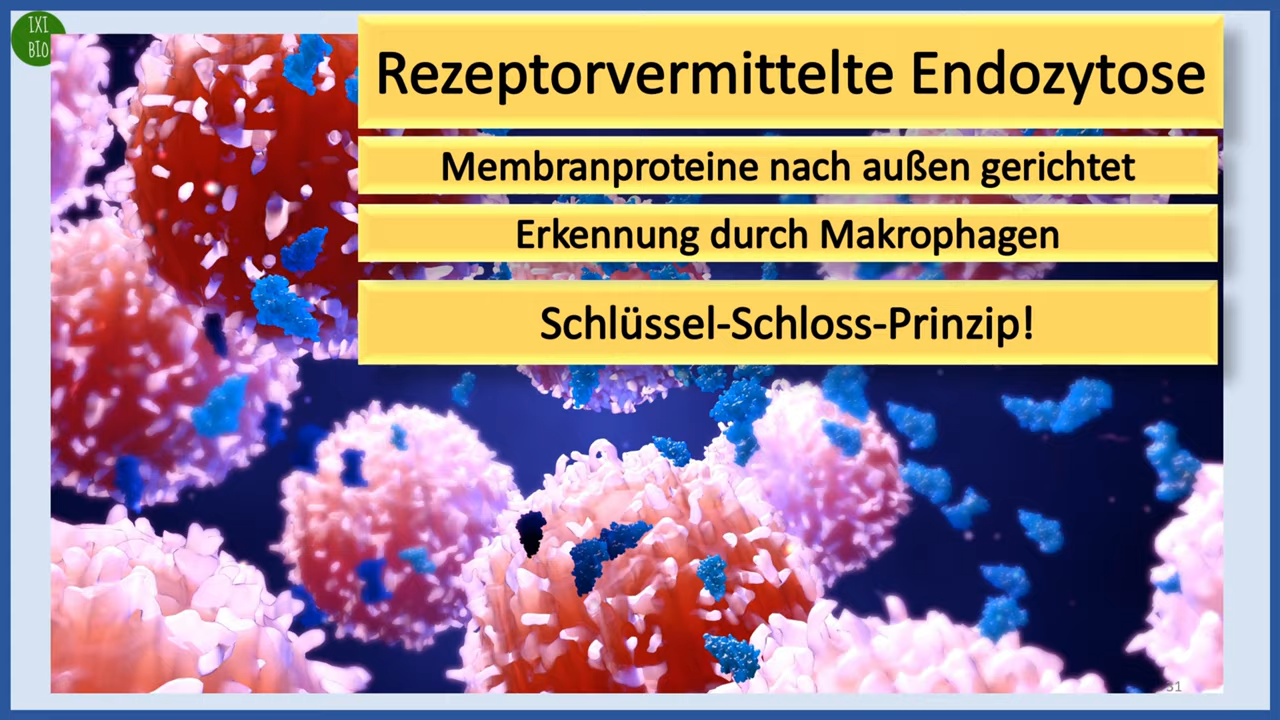 IXI
BIO
Rezeptorvermittelte Endozytose
Membranproteine nach außen gerichtet
Erkennung durch Makrophagen
Schlüssel-Schloss-Prinzip!
31